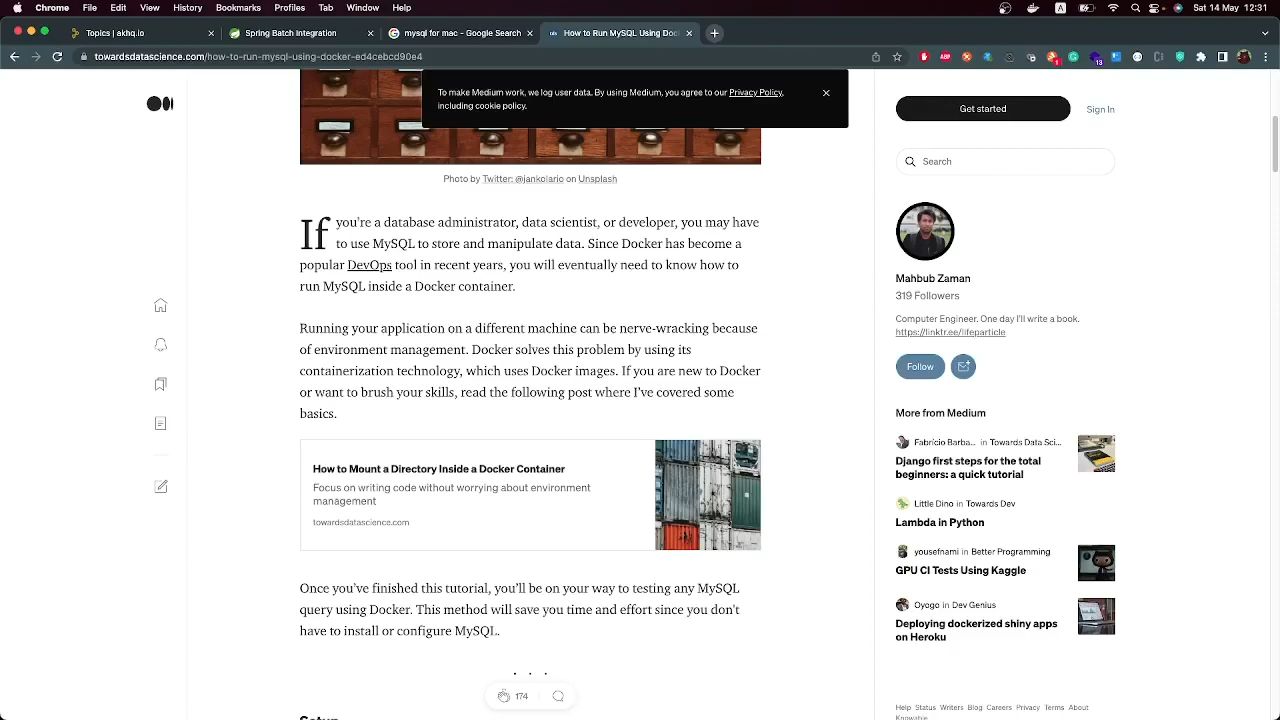 Chrome File Edit View History Bookmarks Profiles Tab Window Help
A Sat 14 May 12:31
Topics | akhq.io
Spring Batch Integration
mysql for mac - Google Search
How to Run MySQL Using Doc
towardsdatascience.com/how-to-run-mysql-using-docker-ed4cebcd90e4
To make Medium work, we log user data. By using Medium, you agree to our Privacy Policy,
including cookie policy.
Photo by Twitter: @jankolario on Unsplash
If you're a database administrator, data scientist, or developer, you may have
to use MySQL to store and manipulate data. Since Docker has become a
popular DevOps tool in recent years, you will eventually need to know how to
run MySQL inside a Docker container.
Running your application on a different machine can be nerve-wracking because
of environment management. Docker solves this problem by using its
containerization technology, which uses Docker images. If you are new to Docker
or want to brush your skills, read the following post where I've covered some
basics.
How to Mount a Directory Inside a Docker Container
Focus on writing code without worrying about environment
management
towardsdatascience.com
Once you've finished this tutorial, you'll be on your way to testing any MySQL
query using Docker. This method will save you time and effort since you don't
have to install or configure MySQL.
. . .
174
Setup
Get started
Sign In
Search
Mahbub Zaman
319 Followers
Computer Engineer. One day I'll write a book.
https://linktr.ee/lifeparticle
Follow
More from Medium
Fabrício Barba... in Towards Data Sci...
Django first steps for the total
beginners: a quick tutorial
Little Dino in Towards Dev
Lambda in Python
yousefnami in Better Programming
GPU CI Tests Using Kaggle
Oyogo in Dev Genius
Deploying dockerized shiny apps
on Heroku
Help Status Writers Blog Careers Privacy Terms About
Knowable